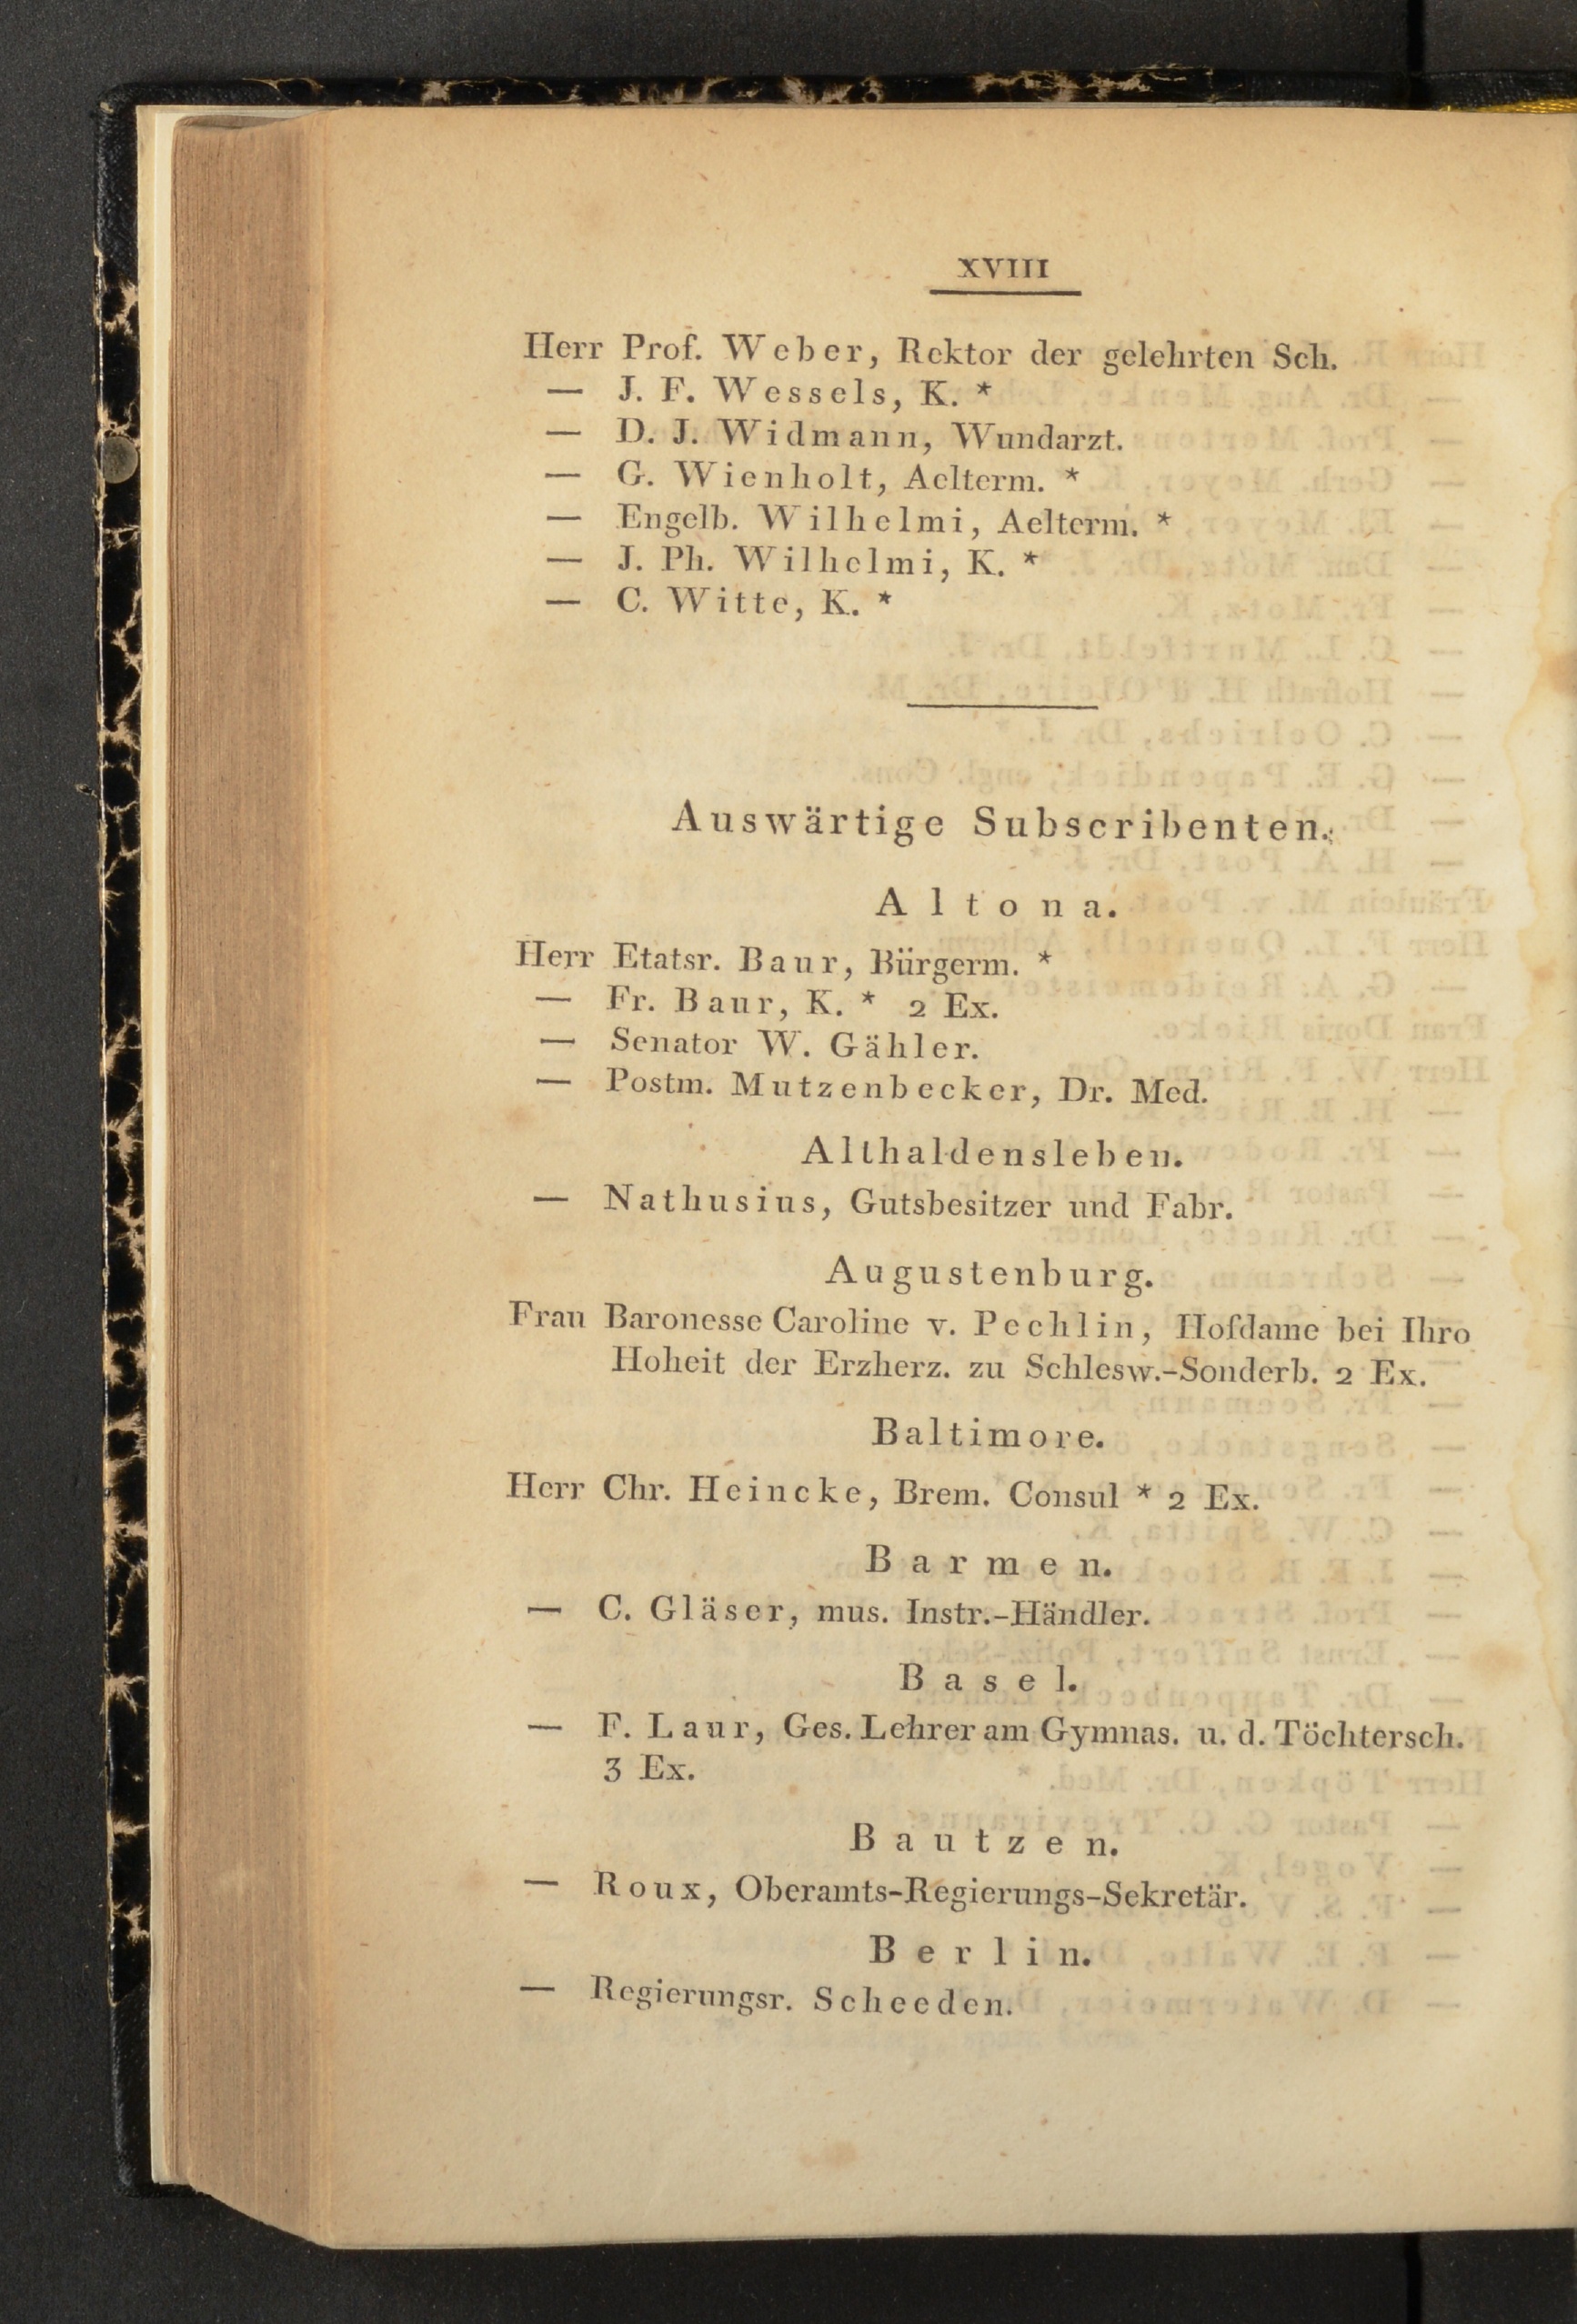 XVIII
Herr Prof. Weber, Rektor der gelehrten Sch.
— J. F. Wessels, K. *
— D. J. Widmann, Wundarzt.
— G. Wienholt, Aelterm. *
— Engelb. Wilhelmi, Aelterm. *
— J. Ph. Wilhelmi, K. *
— C. Witte, K. *
Auswärtige Subscribenten.
Altona.
Herr Etatsr. Baur, Bürgerm. *
— Fr. Baur, K. * 2 Ex.
— Senator W. Gähler.
— Postm. Mutzenbecker, Dr. Med.
Althaldensleben.
— Nathusius, Gutsbesitzer und Fabr.
Augustenburg.
Frau Baronesse Caroline v. Pechlin, Hofdame bei Ihro
Hoheit der Erzherz. zu Schlesw.-Sonderb. 2 Ex.
Baltimore.
Herr Chr. Heincke, Brem. Consul * 2 Ex.
Barmen.
— C. Gläser, mus. Instr.-Händler.
Basel.
— F. Laur, Ges. Lehrer am Gymnas. u. d. Töchtersch.
3 Ex.
Bautzen.
— Roux, Oberamts-Regierungs-Sekretär.
Berlin.
— Regierungsr. Scheeden.